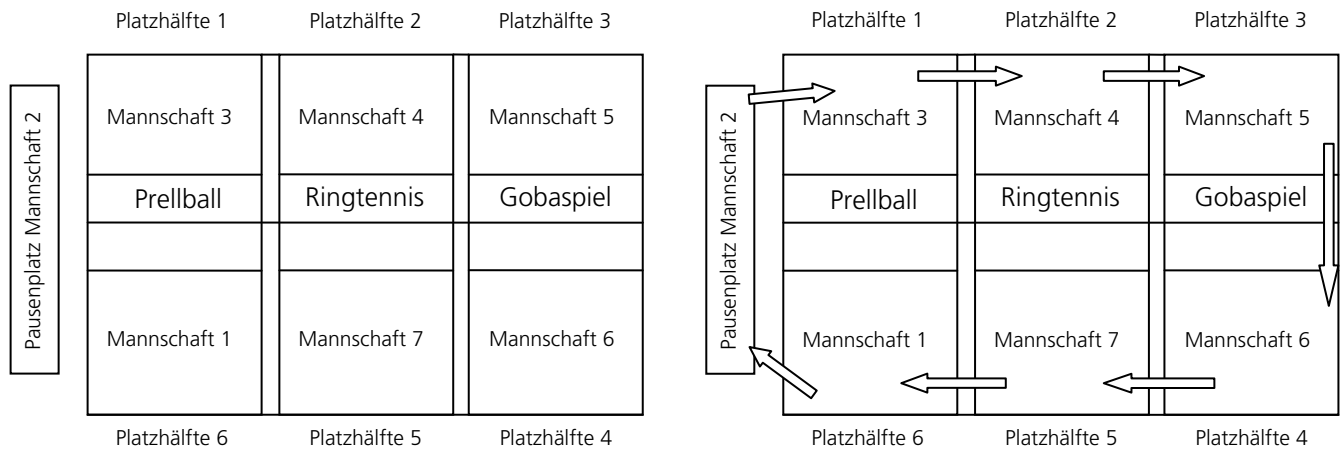 Platzhälfte 1 Platzhälfte 2 Platzhälfte 3
Pausenplatz Mannschaft 2
Mannschaft 3 Mannschaft 4 Mannschaft 5
Prellball Ringtennis Gobaspiel
Mannschaft 1 Mannschaft 7 Mannschaft 6
Platzhälfte 6 Platzhälfte 5 Platzhälfte 4
Platzhälfte 1 Platzhälfte 2 Platzhälfte 3
Pausenplatz Mannschaft 2
Mannschaft 3 Mannschaft 4 Mannschaft 5
Prellball Ringtennis Gobaspiel
Mannschaft 1 Mannschaft 7 Mannschaft 6
Platzhälfte 6 Platzhälfte 5 Platzhälfte 4